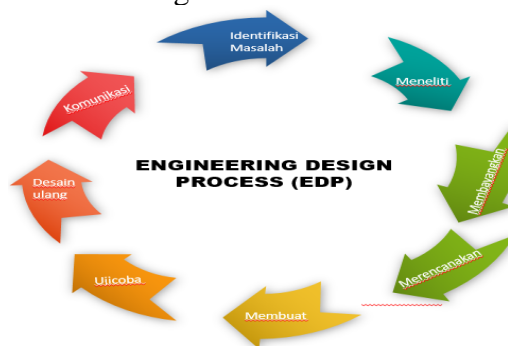 Identifikasi
Masalah
Meneliti
Membayangkan
Merencanakan
Membuat
Ujicoba
Desain
ulang
Komunikasi
ENGINEERING DESIGN
PROCESS (EDP)